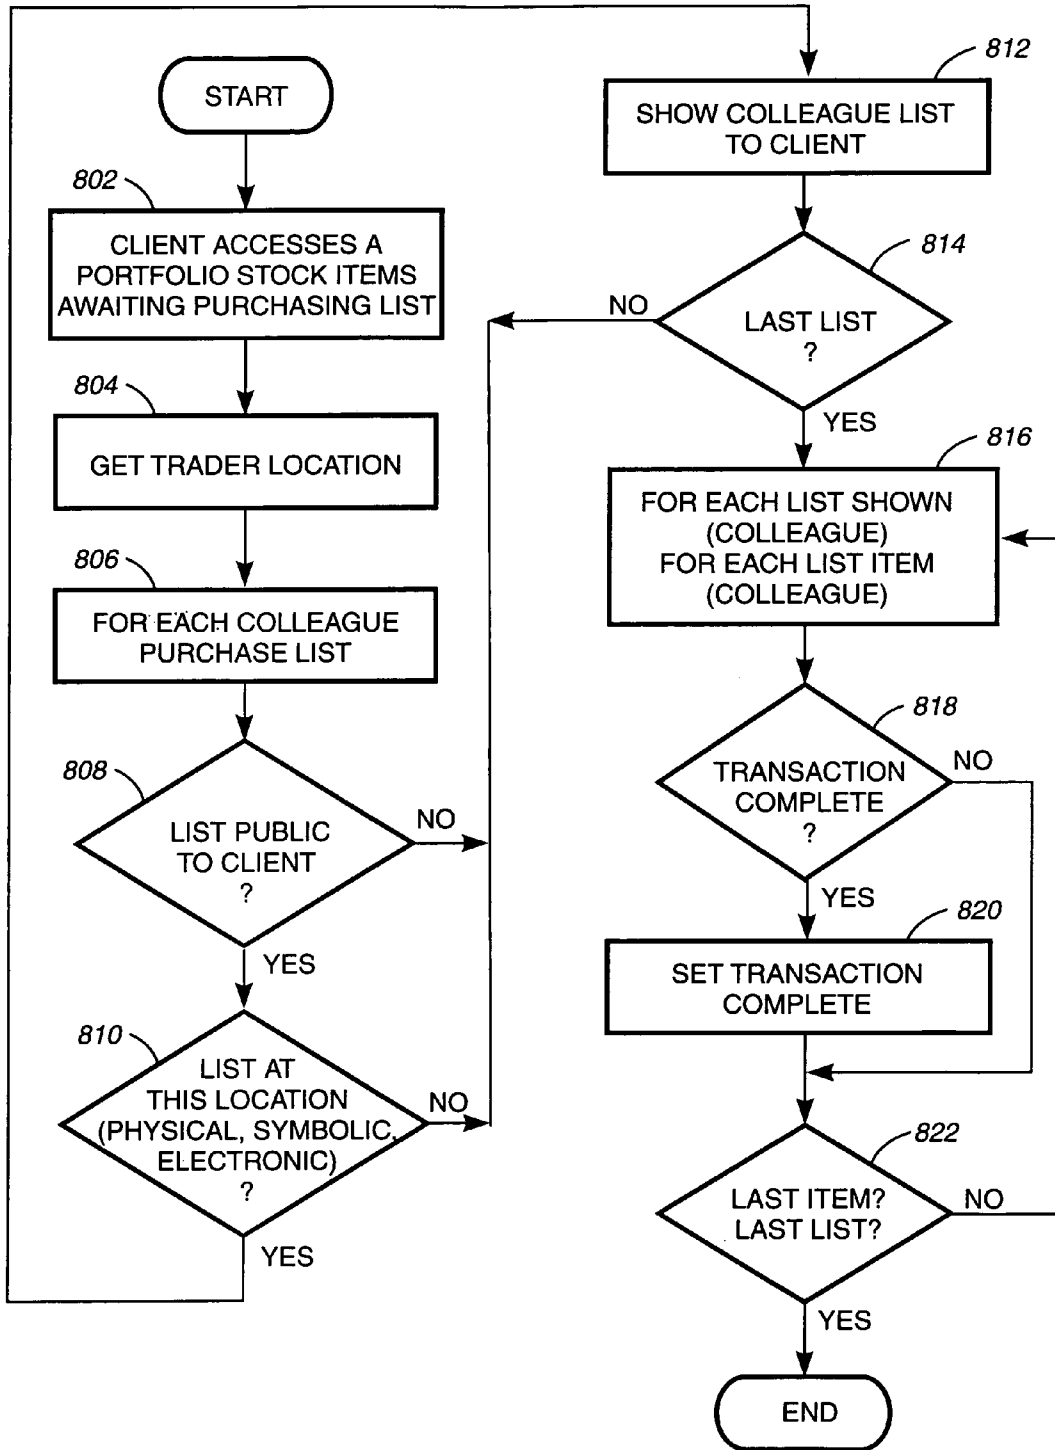 START
802
CLIENT ACCESSES A
PORTFOLIO STOCK ITEMS
AWAITING PURCHASING LIST
804
GET TRADER LOCATION
806
FOR EACH COLLEAGUE
PURCHASE LIST
808
LIST PUBLIC
TO CLIENT
?
NO
YES
810
LIST AT
THIS LOCATION
(PHYSICAL, SYMBOLIC,
ELECTRONIC)
?
NO
YES
812
SHOW COLLEAGUE LIST
TO CLIENT
814
LAST LIST
?
NO
YES
816
FOR EACH LIST SHOWN
(COLLEAGUE)
FOR EACH LIST ITEM
(COLLEAGUE)
818
TRANSACTION
COMPLETE
?
NO
YES
820
SET TRANSACTION
COMPLETE
822
LAST ITEM?
LAST LIST?
NO
YES
END